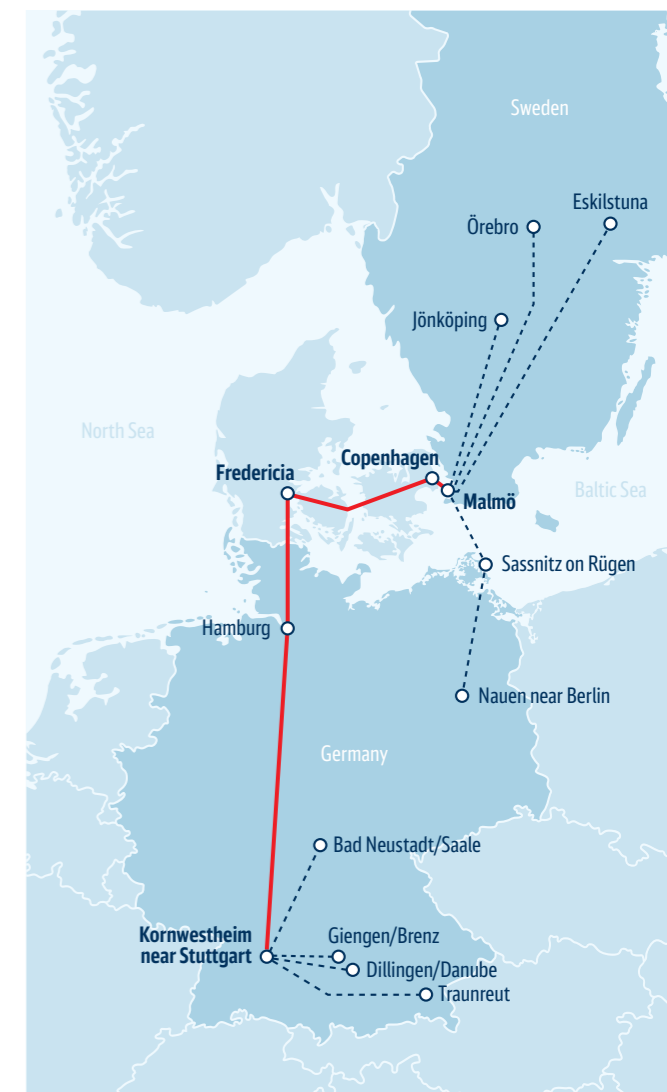 Sweden
Eskilstuna
Örebro
Jönköping
North Sea
Copenhagen
Fredericia
Baltic Sea
Malmö
Sassnitz on Rügen
Hamburg
Nauen near Berlin
Germany
Bad Neustadt/Saale
Kornwestheim
near Stuttgart
Giengen/Brenz
Dillingen/Danube
Traunreut